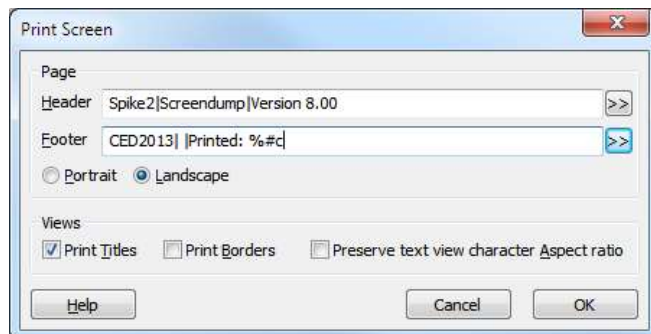 Print Screen
Page
Header Spike2|Screendump|Version 8.00 >>
Footer CED2013| |Printed: %#c >>
Portrait Landscape
Views
Print Titles Print Borders Preserve text view character Aspect ratio
Help Cancel OK